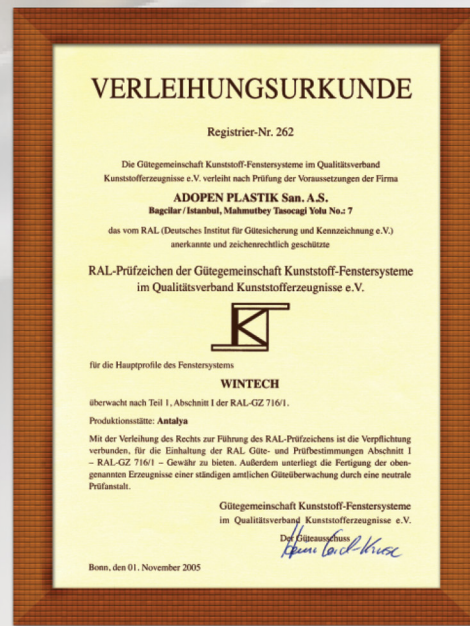 VERLEIHUNGSURKUNDE
Registrier-Nr. 262
Die Gütegemeinschaft Kunststoff-Fenstersysteme im Qualitätsverband
Kunststofferzeugnisse e.V. verleiht nach Prüfung der Voraussetzungen der Firma
ADOPEN PLASTIK San. A.S.
Bagcilar / Istanbul, Mahmutbey Tasocagi Yolu No.: 7
das vom RAL (Deutsches Institut für Gütesicherung und Kennzeichnung e.V.)
anerkannte und zeichenrechtlich geschützte
RAL-Prüfzeichen der Gütegemeinschaft Kunststoff-Fenstersysteme
im Qualitätsverband Kunststofferzeugnisse e.V.
K
für die Hauptprofile des Fenstersystems
WINTECH
überwacht nach Teil 1, Abschnitt I der RAL-GZ 716/1.
Produktionsstätte: Antalya
Mit der Verleihung des Rechts zur Führung des RAL-Prüfzeichens ist die Verpflichtung
verbunden, für die Einhaltung der RAL Güte- und Prüfbestimmungen Abschnitt I
– RAL-GZ 716/1 – Gewähr zu bieten. Außerdem unterliegt die Fertigung der oben-
genannten Erzeugnisse einer ständigen amtlichen Güteüberwachung durch eine neutrale
Prüfanstalt.
Gütegemeinschaft Kunststoff-Fenstersysteme
im Qualitätsverband Kunststofferzeugnisse e.V.
Der Güteausschuss
Bonn, den 01. November 2005